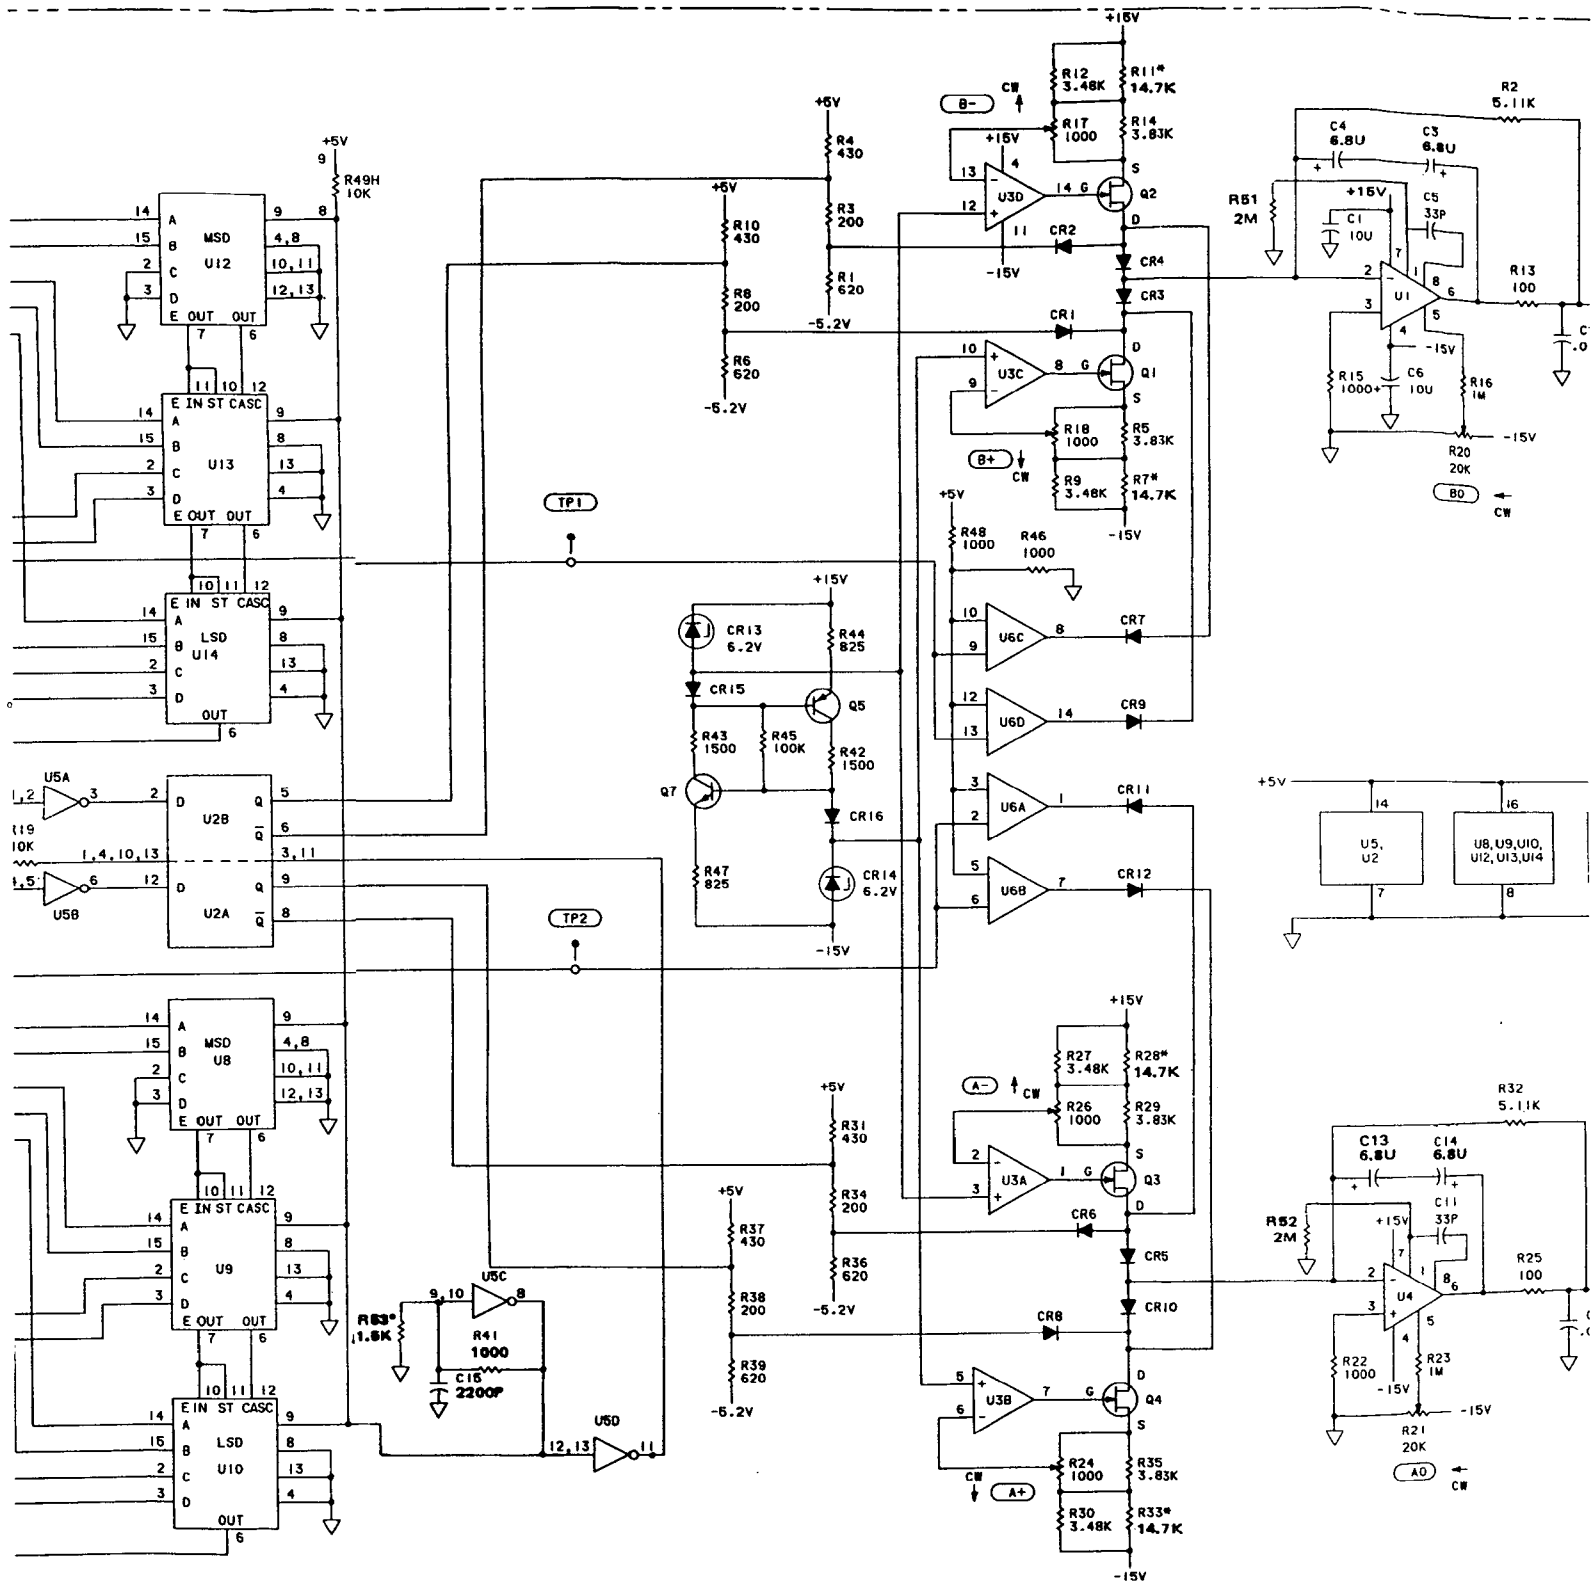 +15V
R12
3.48K
R11*
14.7K
CW
B-
R17
1000
R14
3.83K
+15V
4
13
-
U3D
12
+
14
G
S
Q2
D
11
-15V
CR2
CR4
CR3
CR1
D
10
+
U3C
9
-
8
G
Q1
S
R18
1000
R5
3.83K
B+
CW
R9
3.48K
R7*
14.7K
-15V
R2
5.11K
C4
6.8U
C3
6.8U
+
+
R51
2M
+15V
C5
33P
C1
10U
7
1
8
2
-
U1
6
3
5
4
R13
100
-15V
R15
1000
+
C6
10U
R16
1M
-15V
R20
20K
B0
CW
+5V
R4
430
+5V
R10
430
R3
200
R8
200
R1
620
-5.2V
R6
620
-5.2V
+5V
9
R49H
10K
8
14
A
MSD
9
15
B
4,8
U12
2
C
10,11
3
D
12,13
E OUT
OUT
7
6
11
10
12
E IN ST CASC
14
A
9
15
B
8
U13
2
C
13
3
D
4
E OUT
OUT
7
6
10
11
12
E IN ST CASC
14
A
9
15
B
LSD
8
U14
2
C
13
3
D
4
OUT
6
TP1
+5V
R48
1000
R46
1000
+15V
CR13
6.2V
R44
825
CR15
Q5
R43
1500
R45
100K
R42
1500
Q7
CR16
R47
825
CR14
6.2V
-15V
10
U6C
9
8
CR7
12
U6D
13
14
CR9
3
U6A
2
1
CR11
5
U6B
6
7
CR12
+5V
14
U5,
U2
7
16
U8,U9,U10,
U12,U13,U14
8
U5A
1,2
3
2
D
Q
5
U2B
Q
6
10K
1,4,10,13
3,11
4,5
6
12
D
Q
9
U5B
U2A
Q
8
TP2
14
A
MSD
9
U8
15
B
4,8
2
C
10,11
3
D
12,13
E OUT
OUT
7
6
10
11
12
E IN ST CASC
14
A
9
15
B
8
U9
2
C
13
3
D
4
E OUT
OUT
7
6
10
11
12
E IN ST CASC
14
A
9
15
B
LSD
8
2
C
U10
13
3
D
4
OUT
6
R53*
1.5K
9,10
U5C
8
R41
1000
C15
2200P
12,13
U5D
11
+5V
R31
430
+5V
R37
430
R34
200
R38
200
R36
620
-5.2V
R39
620
-5.2V
+15V
R27
3.48K
R28*
14.7K
A-
CW
R26
1000
R29
3.83K
2
-
U3A
3
+
1
G
S
Q3
D
CR6
CR5
CR10
CR8
5
+
U3B
6
-
7
G
D
Q4
S
CW
A+
R24
1000
R35
3.83K
R30
3.48K
R33*
14.7K
-15V
R32
5.11K
C13
6.8U
C14
6.8U
+
+
R52
2M
+15V
C11
33P
7
1
8
2
-
U4
6
3
+
5
4
R25
100
R22
1000
-15V
R23
1M
-15V
R21
20K
A0
CW